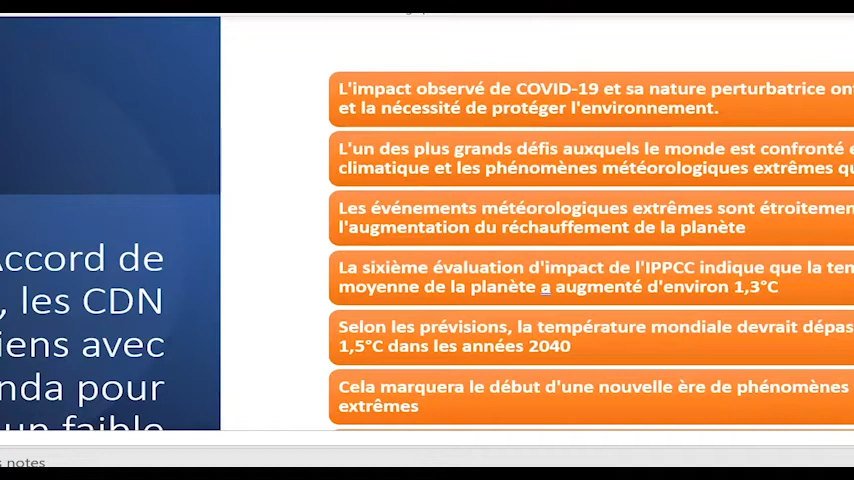 Accord de
, les CDN
iens avec
nda pour
un faible
L'impact observé de COVID-19 et sa nature perturbatrice on
et la nécessité de protéger l'environnement.
L'un des plus grands défis auxquels le monde est confronté e
climatique et les phénomènes météorologiques extrêmes qu
Les événements météorologiques extrêmes sont étroitemen
l'augmentation du réchauffement de la planète
La sixième évaluation d'impact de l'IPPCC indique que la tem
moyenne de la planète a augmenté d'environ 1,3°C
Selon les prévisions, la température mondiale devrait dépas
1,5°C dans les années 2040
Cela marquera le début d'une nouvelle ère de phénomènes
extrêmes
s notes